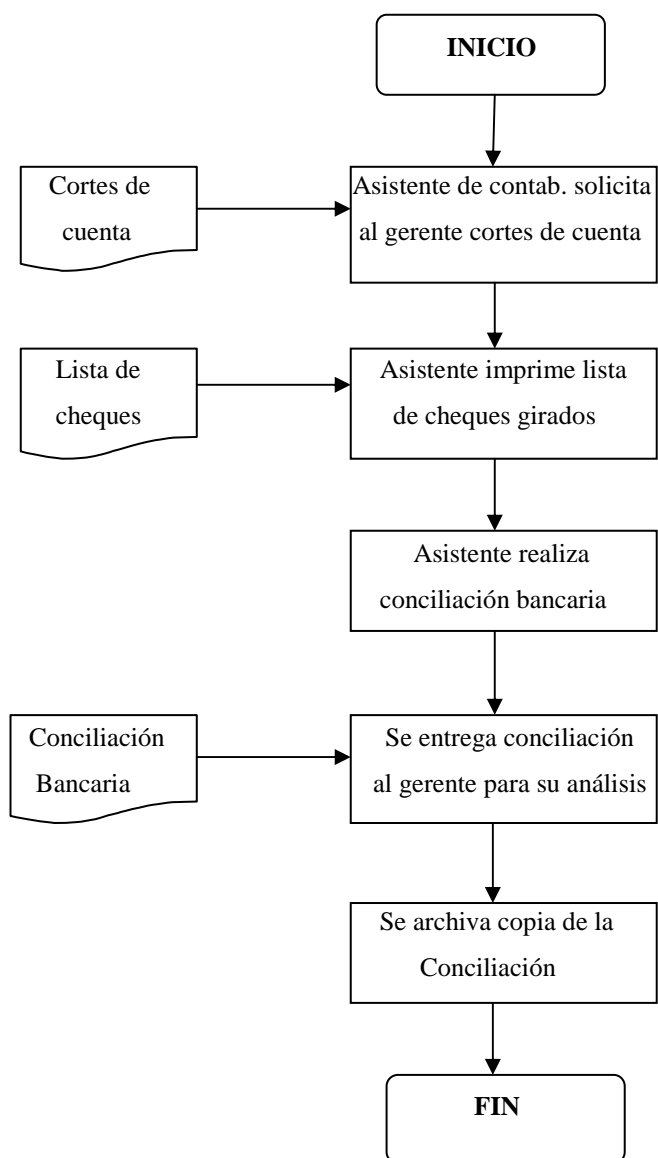 INICIO
Cortes de
cuenta
Asistente de contab. solicita
al gerente cortes de cuenta
Lista de
cheques
Asistente imprime lista
de cheques girados
Asistente realiza
conciliación bancaria
Conciliación
Bancaria
Se entrega conciliación
al gerente para su análisis
Se archiva copia de la
Conciliación
FIN